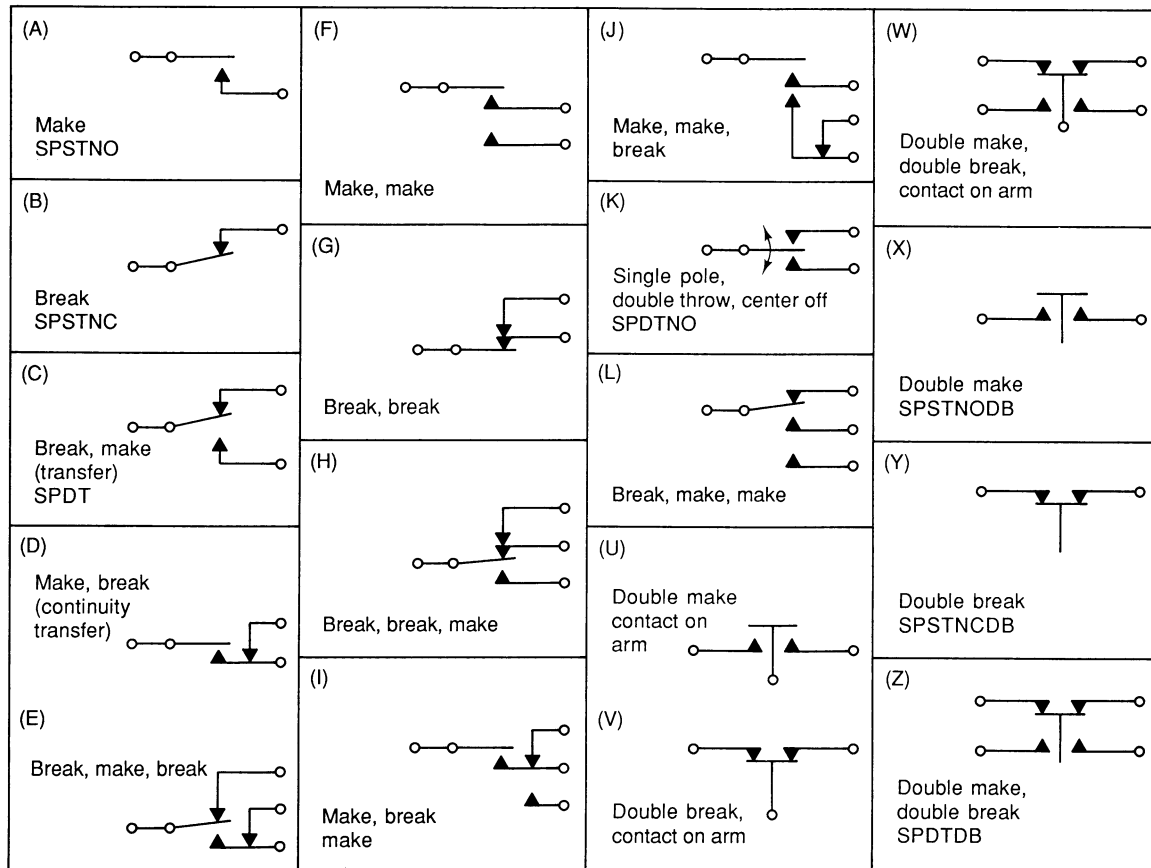 (A)
Make
SPSTNO
(B)
Break
SPSTNC
(C)
Break, make
(transfer)
SPDT
(D)
Make, break
(continuity
transfer)
(E)
Break, make, break
(F)
Make, make
(G)
Break, break
(H)
Break, break, make
(I)
Make, break
make
(J)
Make, make,
break
(K)
Single pole,
double throw, center off
SPDTNO
(L)
Break, make, make
(U)
Double make
contact on
arm
(V)
Double break,
contact on arm
(W)
Double make,
double break,
contact on arm
(X)
Double make
SPSTNODB
(Y)
Double break
SPSTNCDB
(Z)
Double make,
double break
SPDTDB